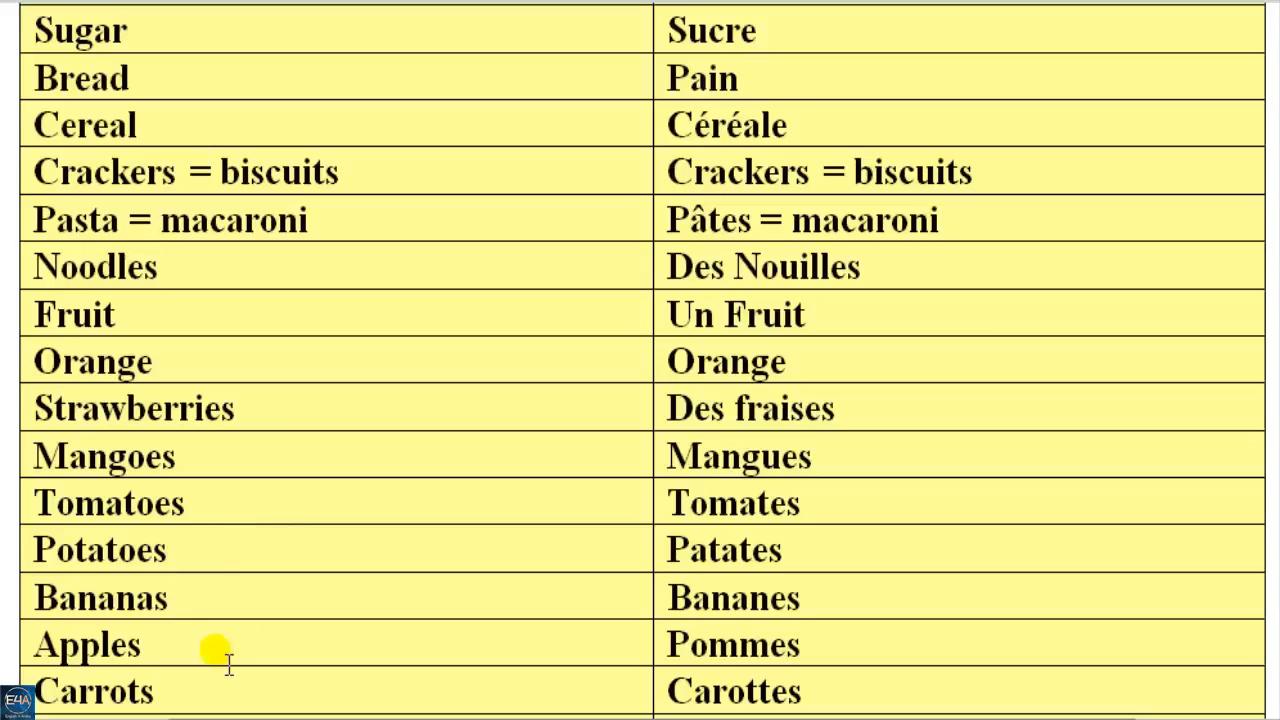 Sugar Sucre
Bread Pain
Cereal Céréale
Crackers = biscuits Crackers = biscuits
Pasta = macaroni Pâtes = macaroni
Noodles Des Nouilles
Fruit Un Fruit
Orange Orange
Strawberries Des fraises
Mangoes Mangues
Tomatoes Tomates
Potatoes Patates
Bananas Bananes
Apples Pommes
Carrots Carottes
E4A